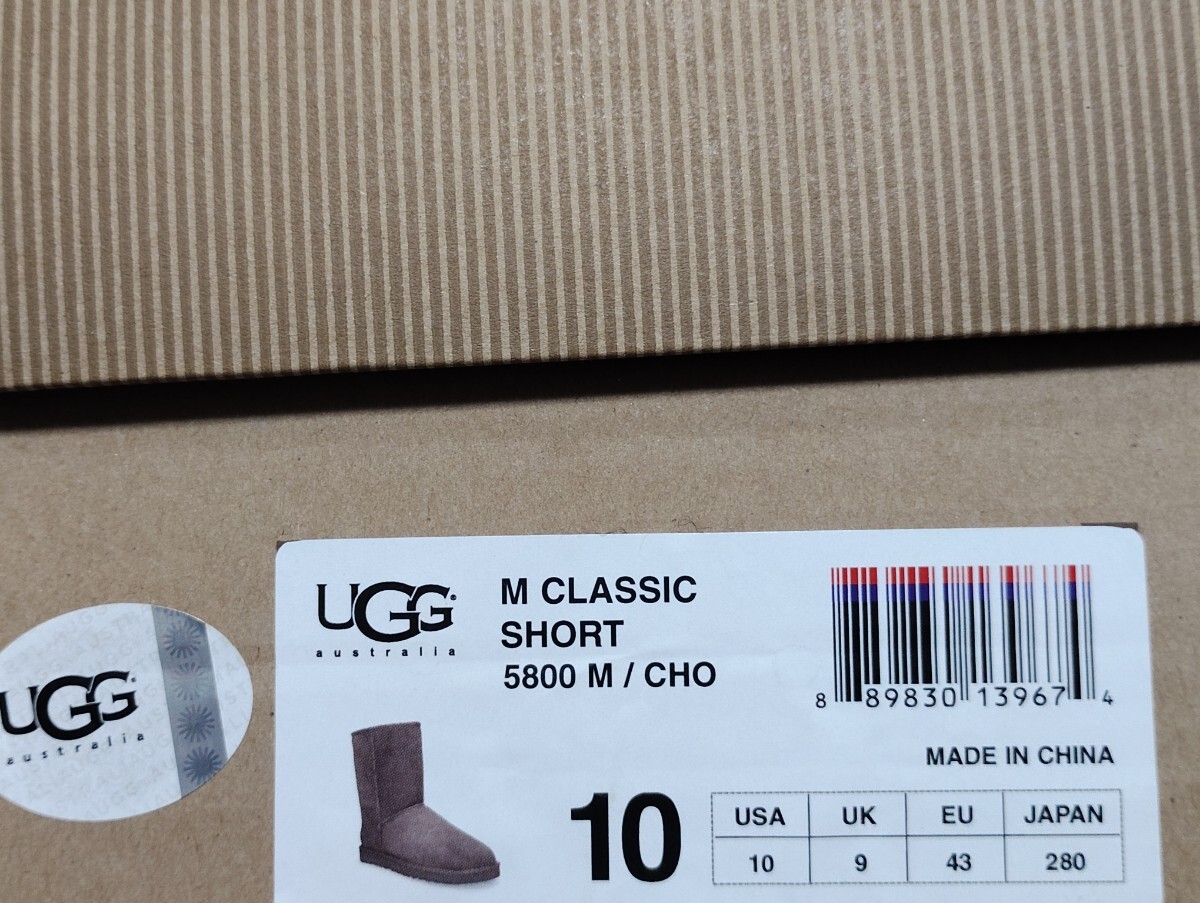 UGG
australia
UGG®
australia
M CLASSIC
SHORT
5800 M / CHO
8 89830 13967 4
MADE IN CHINA
10
USA UK EU JAPAN
10 9 43 280